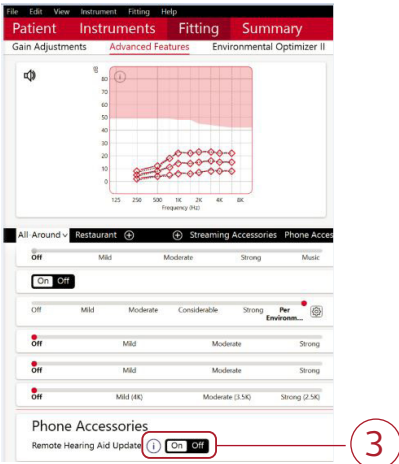 File Edit View Instrument Fitting Help
Patient Instruments Fitting Summary
Gain Adjustments Advanced Features Environmental Optimizer II
dB
80
70
60
50
40
30
20
10
0
125 250 500 1K 2K 4K 8K
Frequency (Hz)
All-Around Restaurant Streaming Accessories Phone Acces
Off Mild Moderate Strong Music
On Off
Off Mild Moderate Considerable Strong Per Environm...
Off Mild Moderate Strong
Off Mild Moderate Strong
Off Mild (4K) Moderate (3.5K) Strong (2.5K)
Phone Accessories
Remote Hearing Aid Update i On Off
3